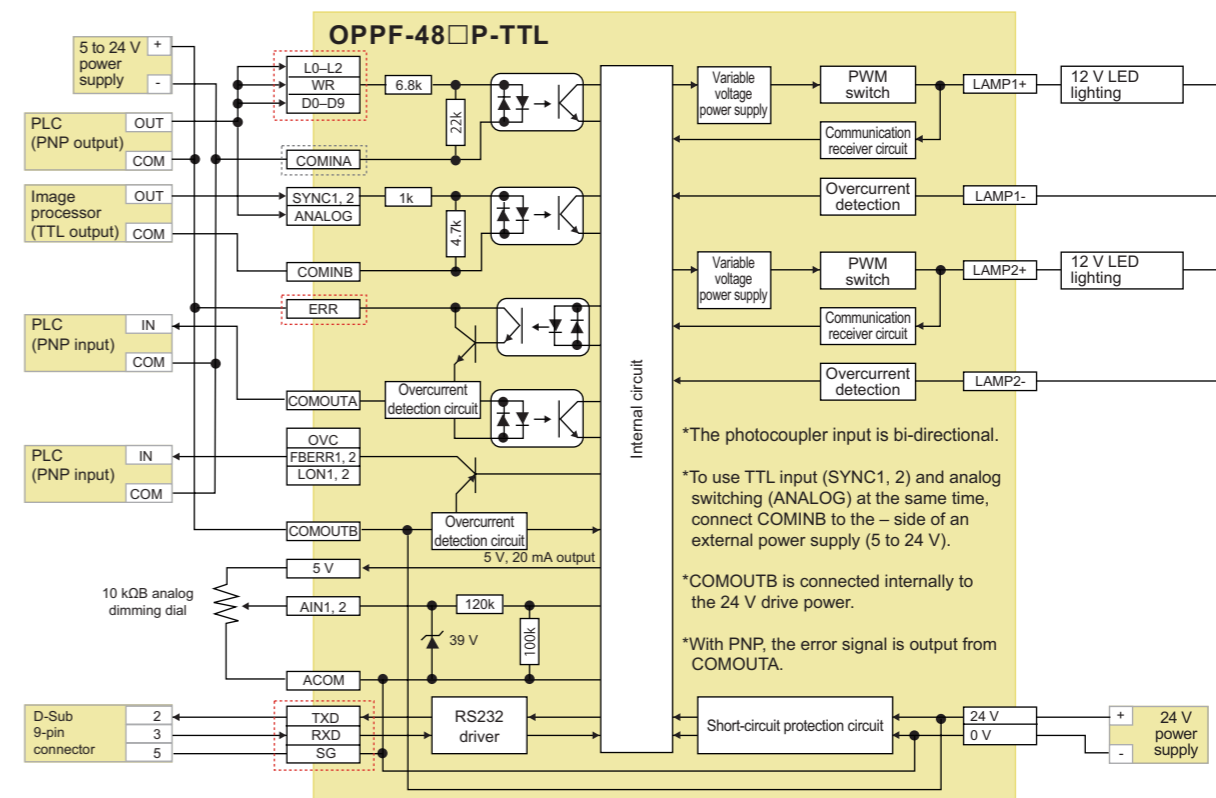 OPPF-48□P-TTL
5 to 24 V
power
supply
+
-
PLC
(PNP output)
OUT
COM
Image
processor
(TTL output)
OUT
COM
PLC
(PNP input)
IN
COM
PLC
(PNP input)
IN
COM
10 kΩB analog
dimming dial
D-Sub
9-pin
connector
2
3
5
L0–L2
WR
D0–D9
COMINA
SYNC1, 2
ANALOG
COMINB
ERR
COMOUTA
OVC
FBERR1, 2
LON1, 2
COMOUTB
5 V
AIN1, 2
ACOM
TXD
RXD
SG
6.8k
22k
1k
4.7k
Overcurrent
detection circuit
Overcurrent
detection circuit
5 V, 20 mA output
120k
39 V
100k
RS232
driver
Internal circuit
Variable
voltage
power supply
PWM
switch
LAMP1+
12 V LED
lighting
Communication
receiver circuit
Overcurrent
detection
LAMP1-
Variable
voltage
power supply
PWM
switch
LAMP2+
12 V LED
lighting
Communication
receiver circuit
Overcurrent
detection
LAMP2-
*The photocoupler input is bi-directional.
*To use TTL input (SYNC1, 2) and analog
switching (ANALOG) at the same time,
connect COMINB to the – side of an
external power supply (5 to 24 V).
*COMOUTB is connected internally to
the 24 V drive power.
*With PNP, the error signal is output from
COMOUTA.
Short-circuit protection circuit
24 V
0 V
+
-
24 V
power
supply